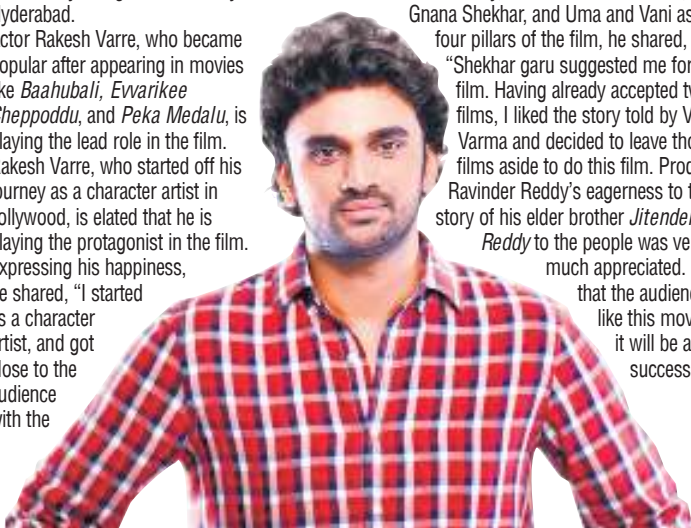 yderabad.
ctor Rakesh Varre, who became
opular after appearing in movies
ke Baahubali, Evvarikee
heppoddu, and Peka Medalu, is
laying the lead role in the film.
akesh Varre, who started off his
ourney as a character artist in
ollywood, is elated that he is
laying the protagonist in the film.
xpressing his happiness,
e shared, “I started
s a character
rtist, and got
lose to the
udience
ith the
Gnana Shekhar, and Uma and Vani as
four pillars of the film, he shared,
“Shekhar garu suggested me for
film. Having already accepted tw
films, I liked the story told by V
Varma and decided to leave tho
films aside to do this film. Prod
Ravinder Reddy’s eagerness to t
story of his elder brother Jitender
Reddy to the people was ve
much appreciated.
that the audienc
like this mov
it will be a
success